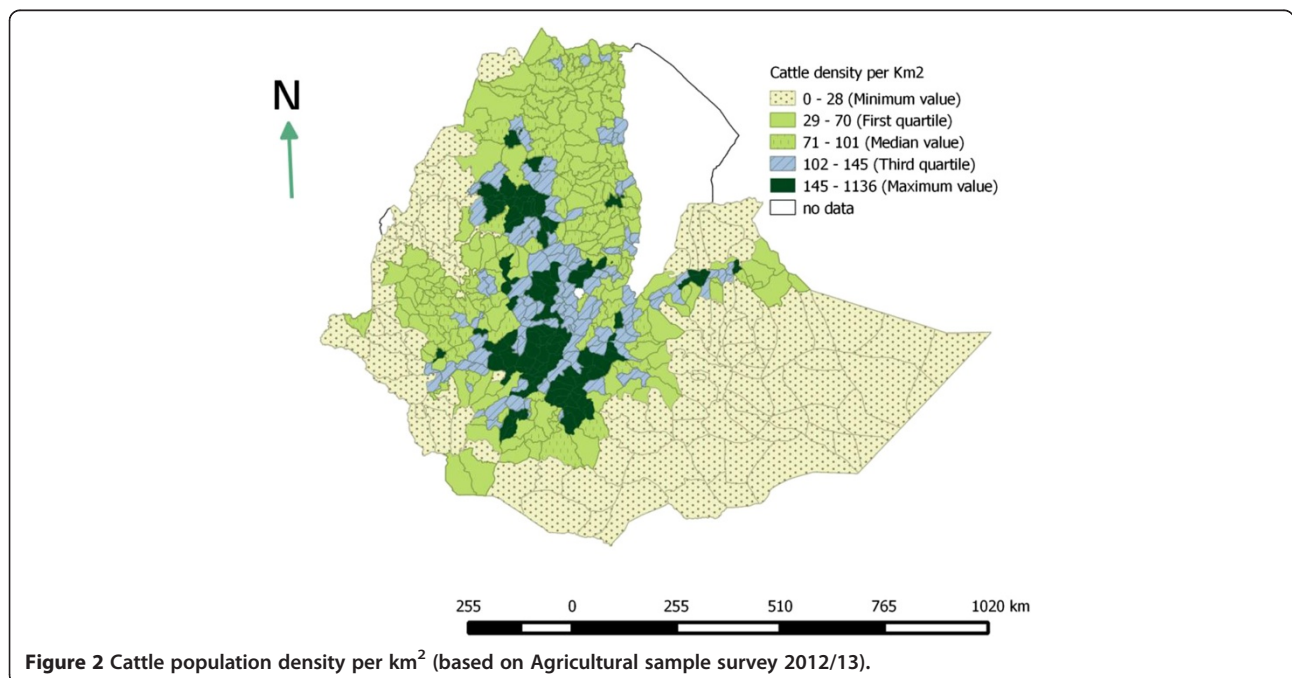 N
Cattle density per Km2
0 - 28 (Minimum value)
29 - 70 (First quartile)
71 - 101 (Median value)
102 - 145 (Third quartile)
145 - 1136 (Maximum value)
no data
255 0 255 510 765 1020 km
Figure 2 Cattle population density per km² (based on Agricultural sample survey 2012/13).